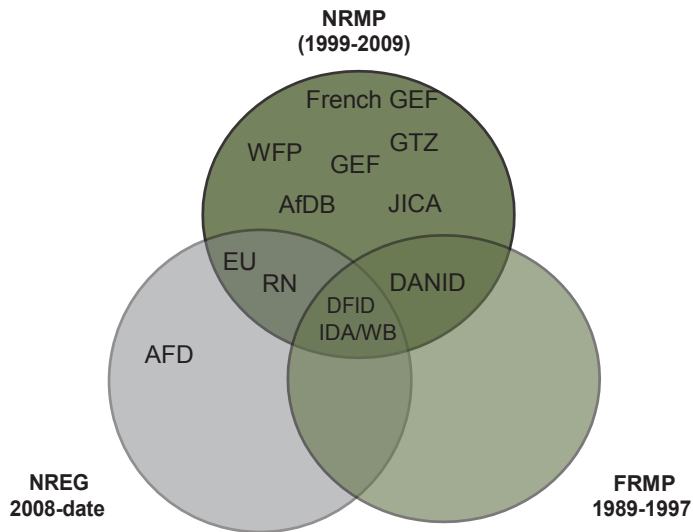 NRMP
(1999-2009)
French GEF
GTZ
WFP
GEF
AfDB
JICA
EU
RN
DANID
DFID
IDA/WB
AFD
NREG
2008-date
FRMP
1989-1997